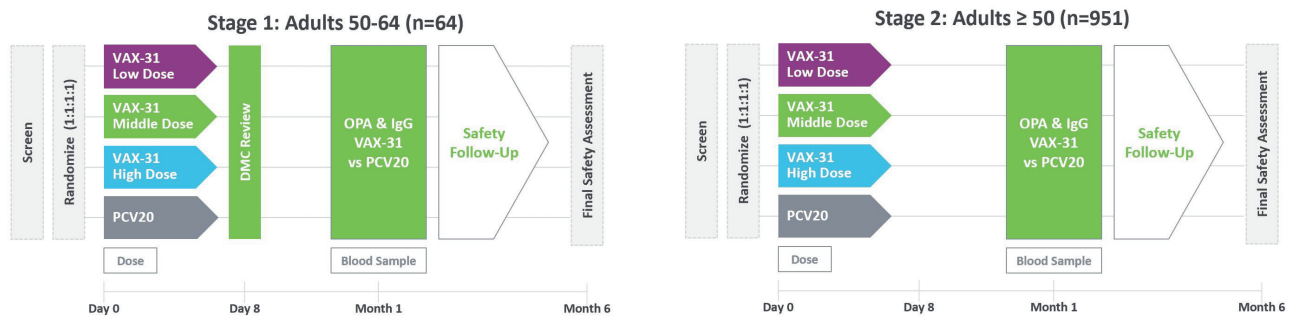 Stage 1: Adults 50-64 (n=64)
Screen
Randomize (1:1:1:1)
VAX-31
Low Dose
VAX-31
Middle Dose
VAX-31
High Dose
PCV20
DMC Review
OPA & IgG
VAX-31
vs PCV20
Safety
Follow-Up
Final Safety Assessment
Dose
Blood Sample
Day 0
Day 8
Month 1
Month 6
Stage 2: Adults ≥ 50 (n=951)
Screen
Randomize (1:1:1:1)
VAX-31
Low Dose
VAX-31
Middle Dose
VAX-31
High Dose
PCV20
OPA & IgG
VAX-31
vs PCV20
Safety
Follow-Up
Final Safety Assessment
Dose
Blood Sample
Day 0
Day 8
Month 1
Month 6